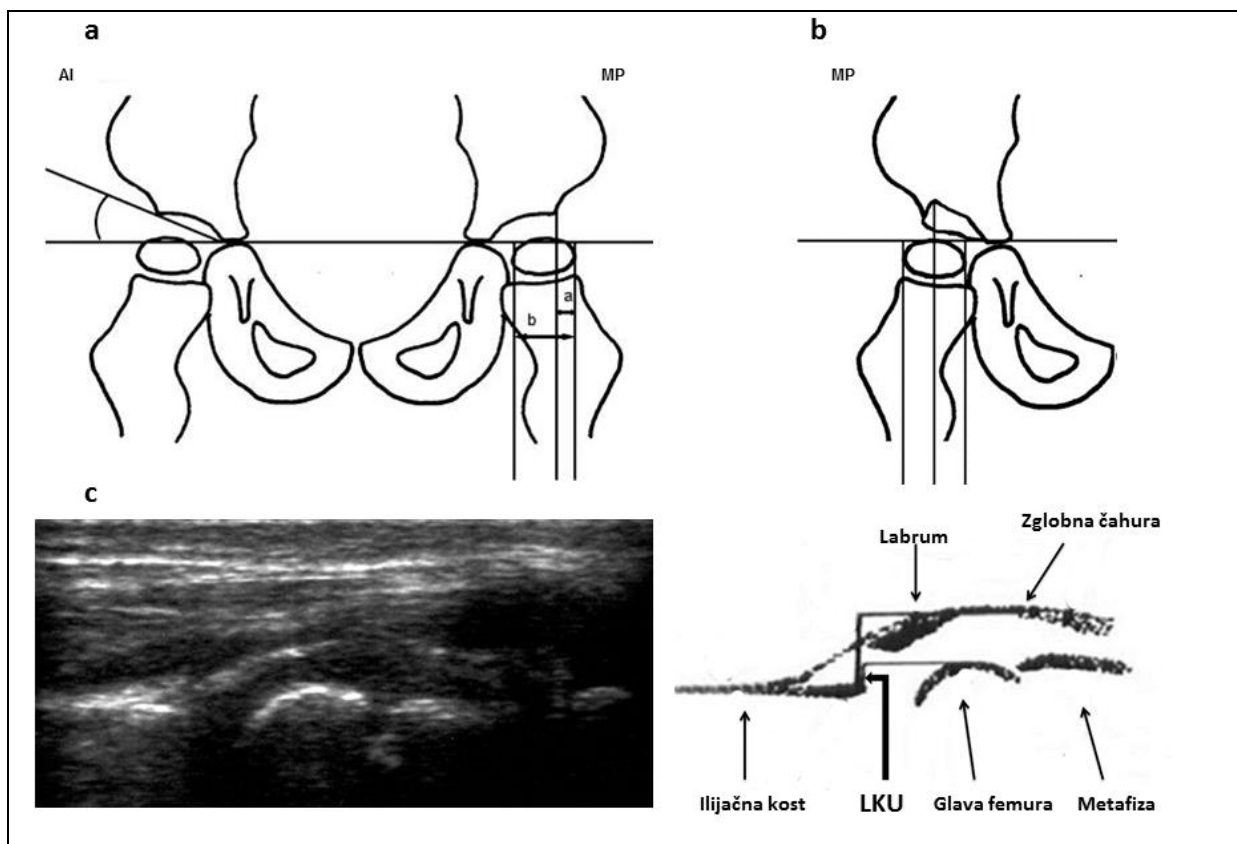 a
b
AI
MP
MP
a
b
c
Labrum
Zglobna čahura
Ilijačna kost
LKU
Glava femura
Metafiza